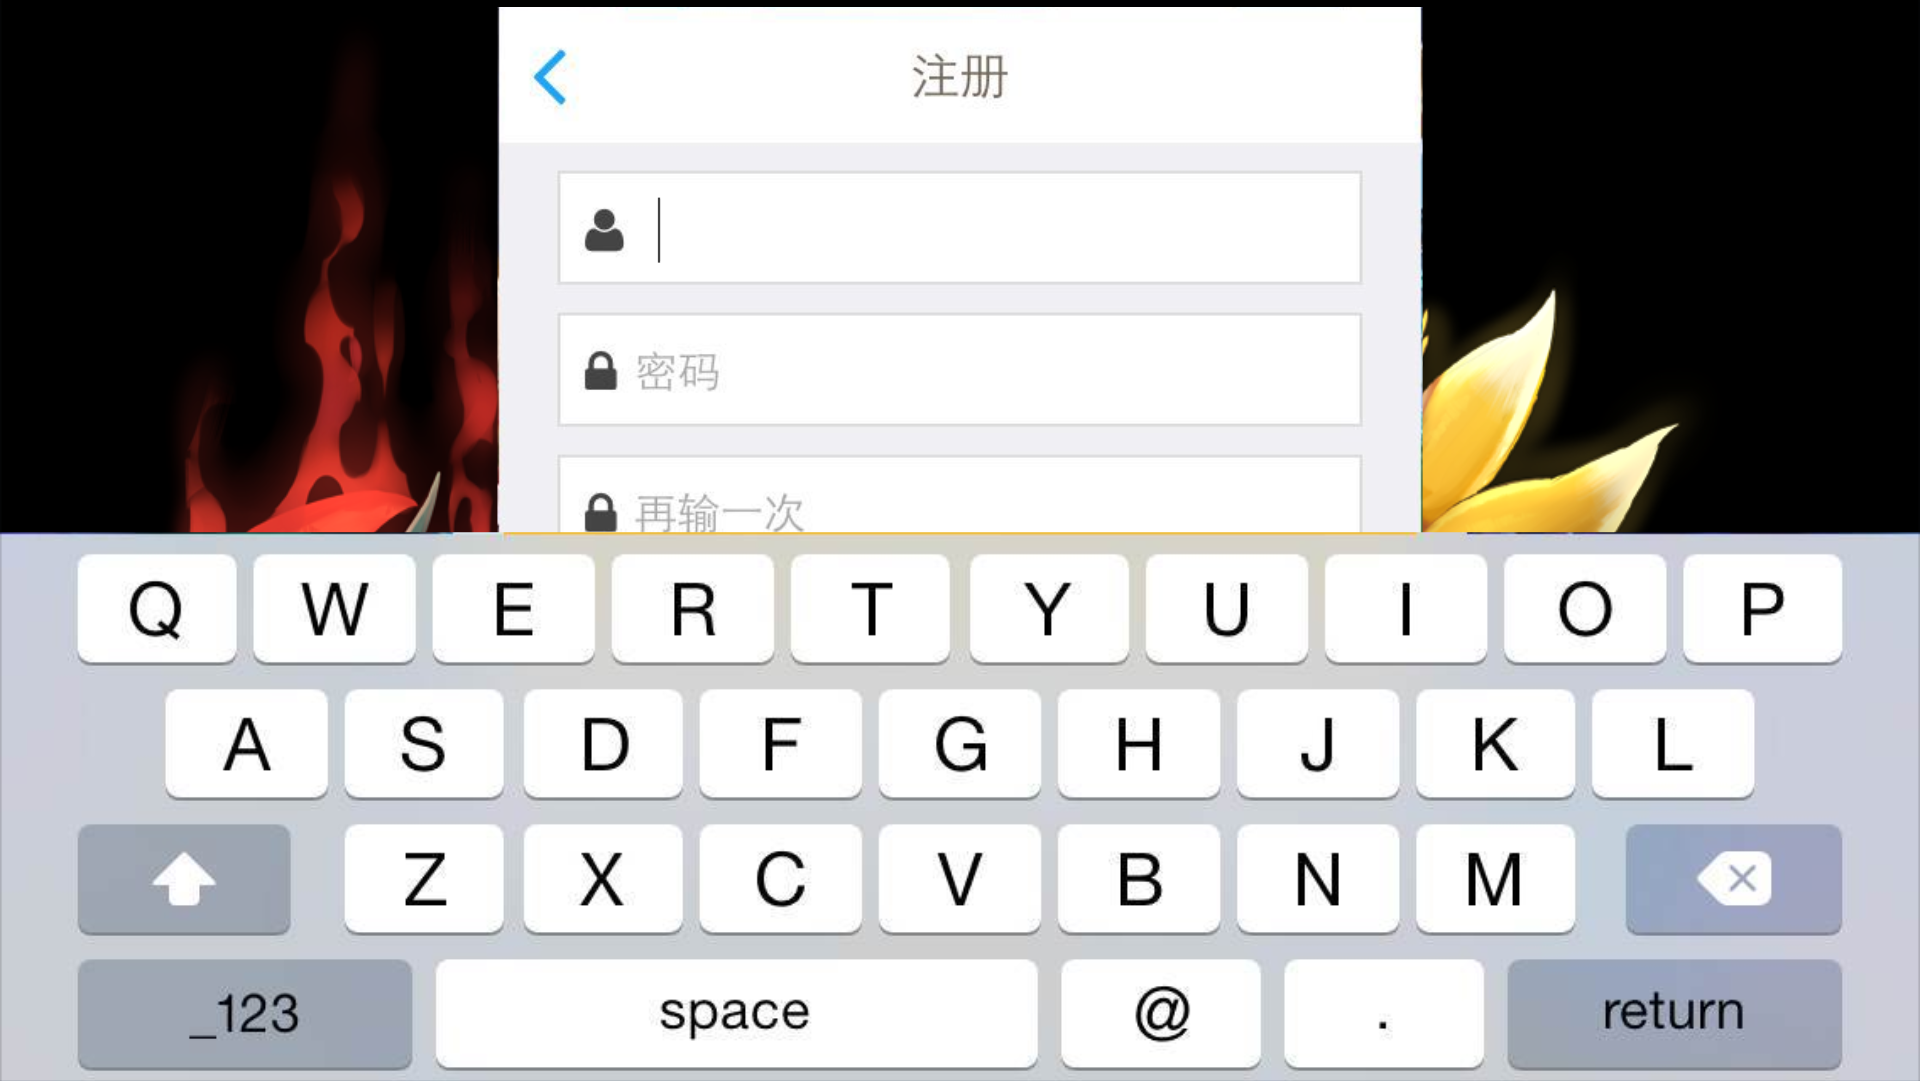 注册
密码
再输一次
Q W E R T Y U I O P
A S D F G H J K L
Z X C V B N M
_123 space @ . return